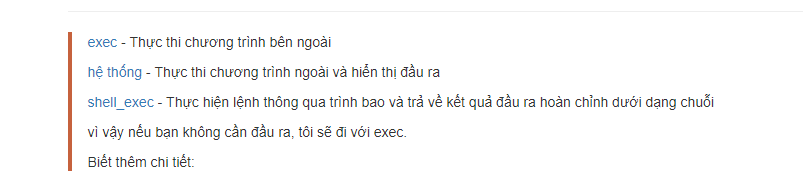 exec - Thực thi chương trình bên ngoài
hệ thống - Thực thi chương trình ngoài và hiển thị đầu ra
shell_exec - Thực hiện lệnh thông qua trình bao và trả về kết quả đầu ra hoàn chỉnh dưới dạng chuỗi
vì vậy nếu bạn không cần đầu ra, tôi sẽ đi với exec.
Biết thêm chi tiết: